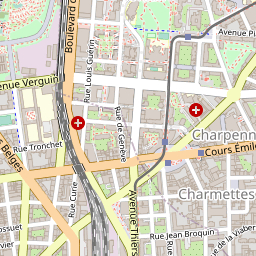 Boulevard
Avenue
Rue Louis Guérin
Avenue Verguin
Rue de Genève
Charpenn
Rue Tronchet
Cours Émile
Belges
Charmettes
Rue Curie
Avenue Thiers
Rue Jean Broquin
Rue de la Viabe
ossuet